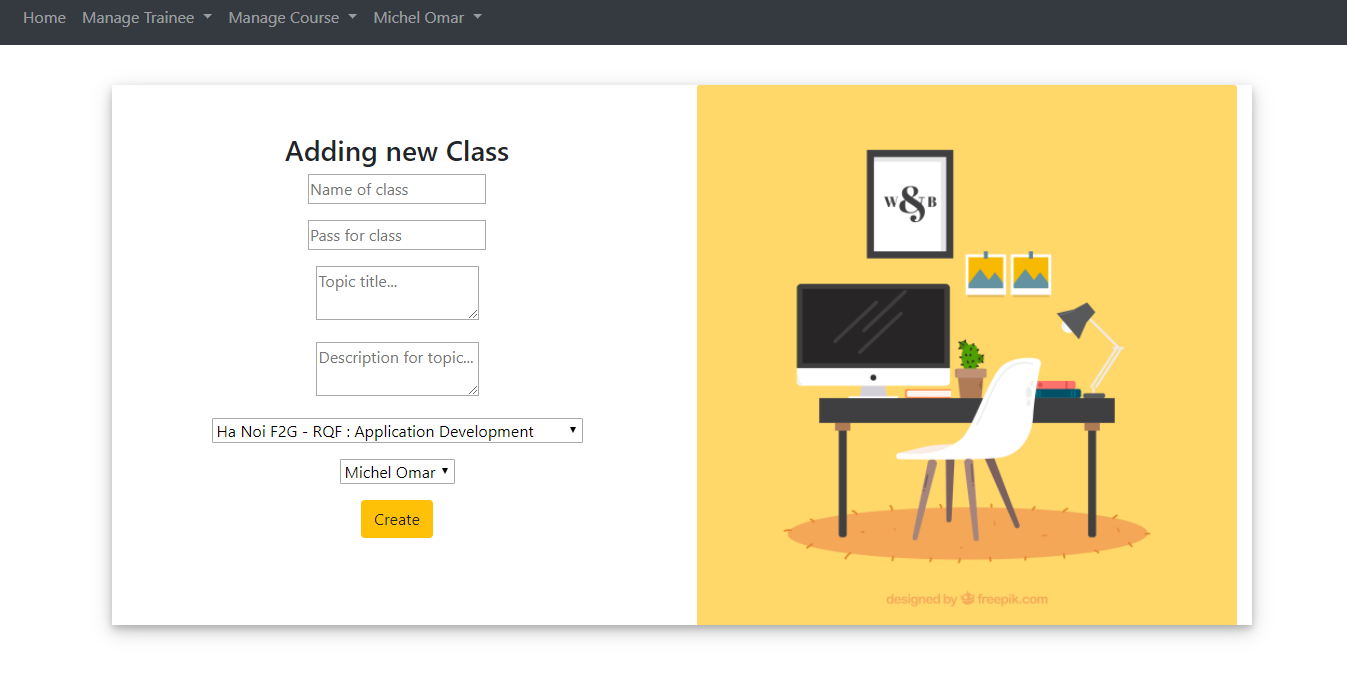 Home Manage Trainee Manage Course Michel Omar
Adding new Class
Name of class
Pass for class
Topic title...
Description for topic...
Ha Noi F2G - RQF : Application Development
Michel Omar
Create
W & B
designed by freepik.com